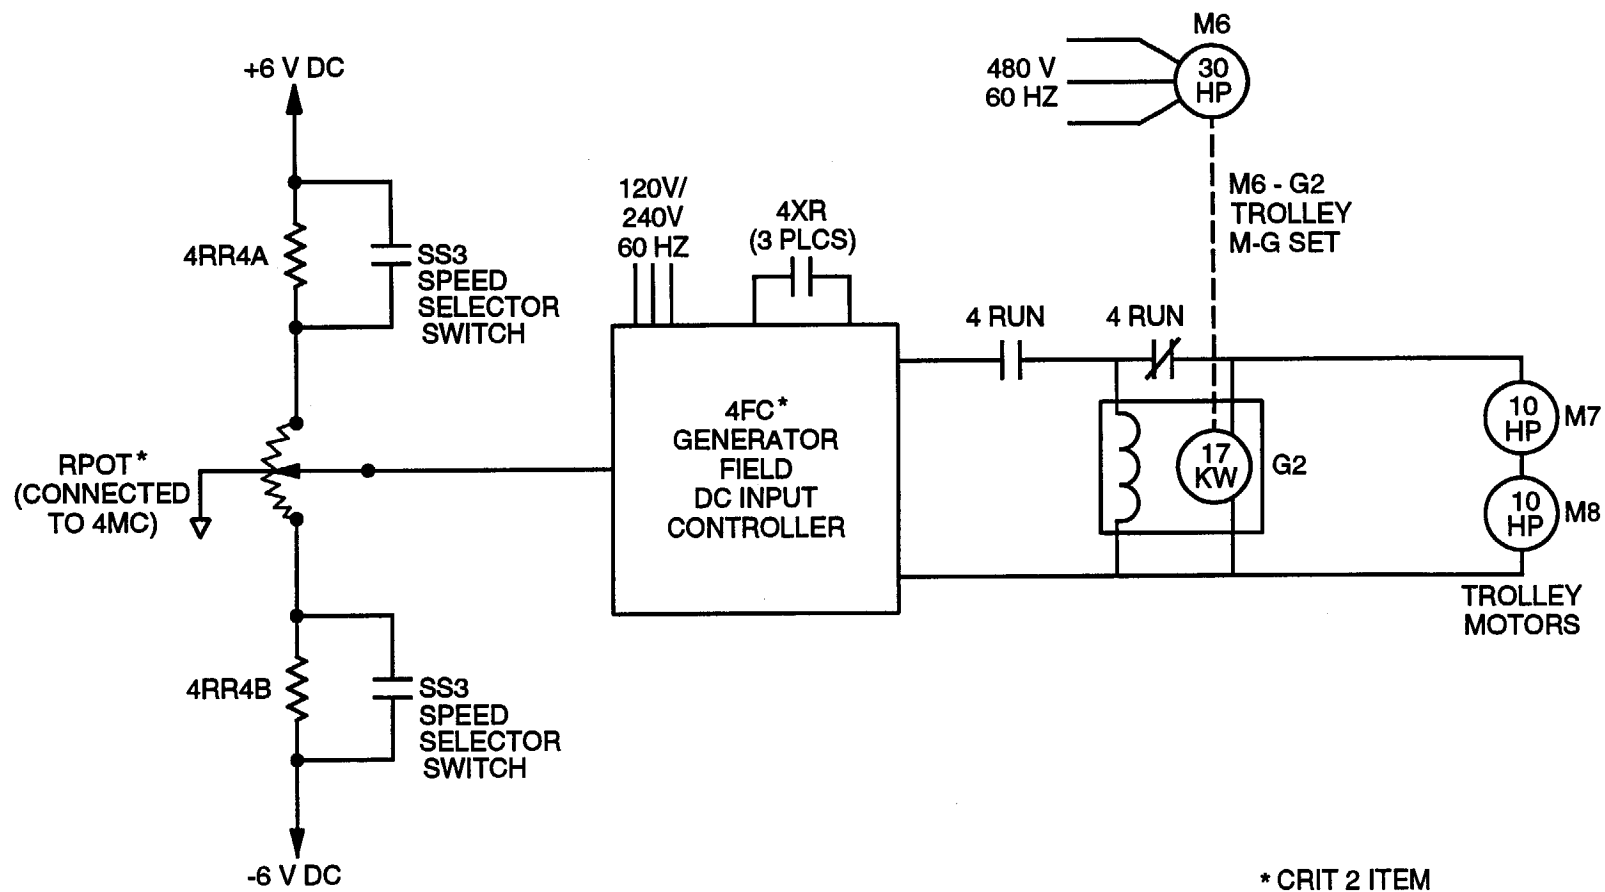 M6
30
HP
480 V
60 HZ
+6 V DC
M6 - G2
TROLLEY
M-G SET
120V/
240V
60 HZ
4XR
(3 PLCS)
4RR4A
SS3
SPEED
SELECTOR
SWITCH
4 RUN
4 RUN
4FC*
GENERATOR
FIELD
DC INPUT
CONTROLLER
RPOT*
(CONNECTED
TO 4MC)
17
KW
G2
10
HP
M7
10
HP
M8
TROLLEY
MOTORS
4RR4B
SS3
SPEED
SELECTOR
SWITCH
-6 V DC
* CRIT 2 ITEM